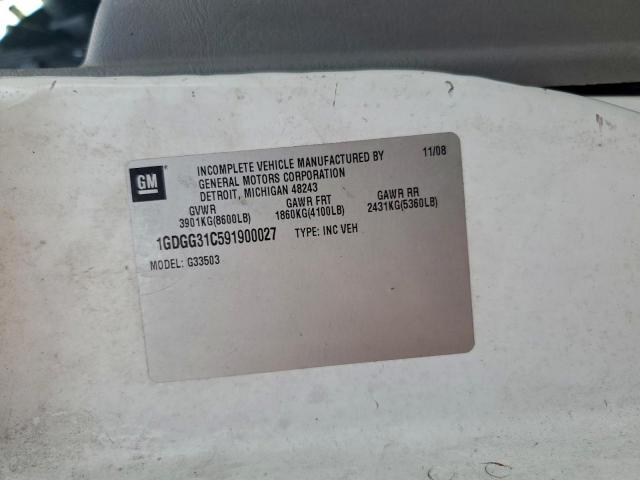 GM
INCOMPLETE VEHICLE MANUFACTURED BY 11/08
GENERAL MOTORS CORPORATION
DETROIT, MICHIGAN 48243
GVWR GAWR FRT GAWR RR
3901KG(8600LB) 1860KG(4100LB) 2431KG(5360LB)
1GDGG31C591900027 TYPE: INC VEH
MODEL: G33503